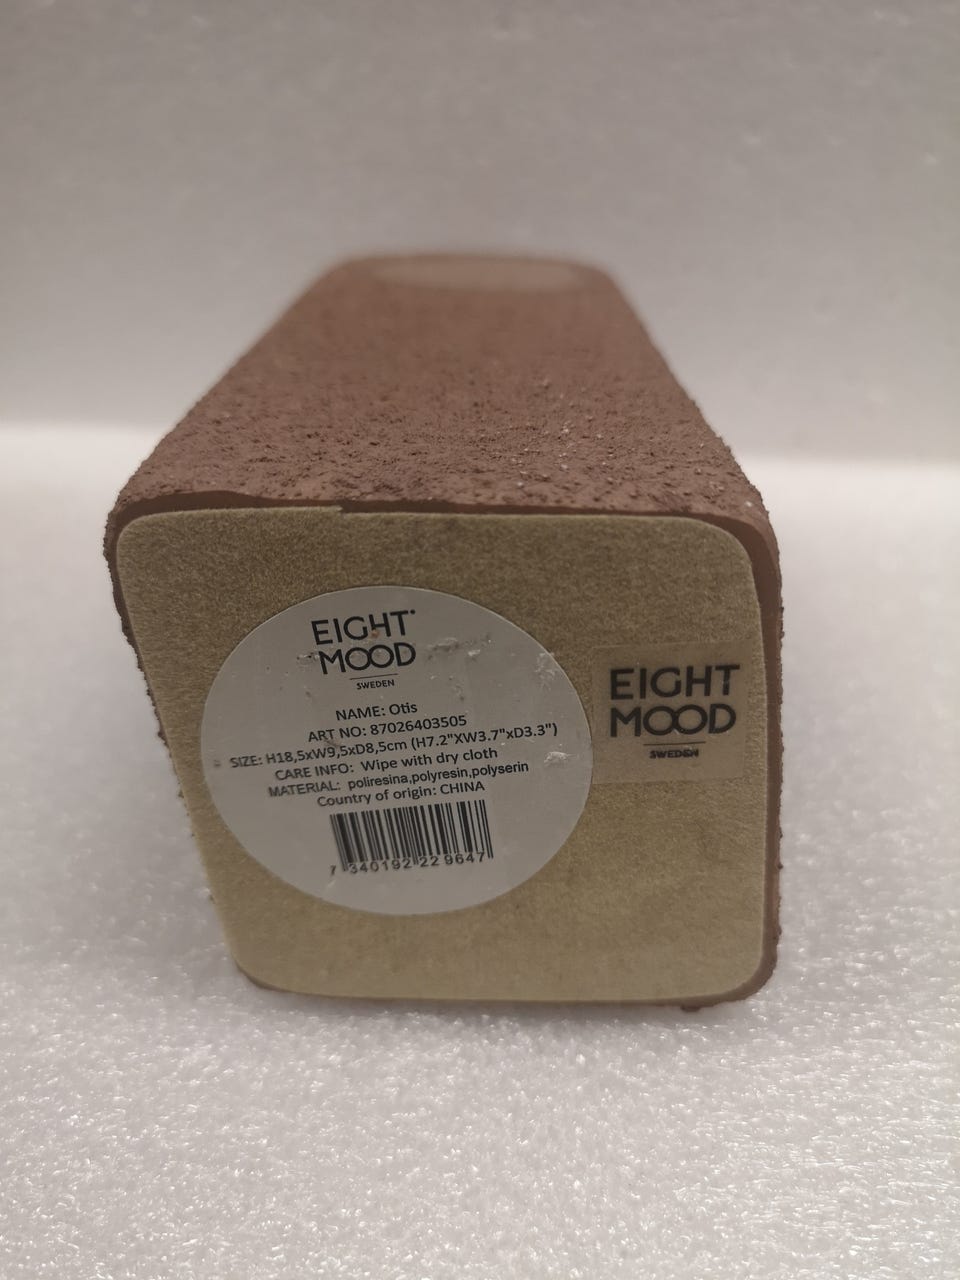 EIGHT
MOOD
SWEDEN
NAME: Otis
ART NO: 87026403505
SIZE: H18,5xW9,5xD8,5cm (H7.2"XW3.7"xD3.3")
CARE INFO: Wipe with dry cloth
MATERIAL: poliresina,polyresin,polyserin
Country of origin: CHINA
7 340192 229647
EIGHT
MOOD
SWEDEN